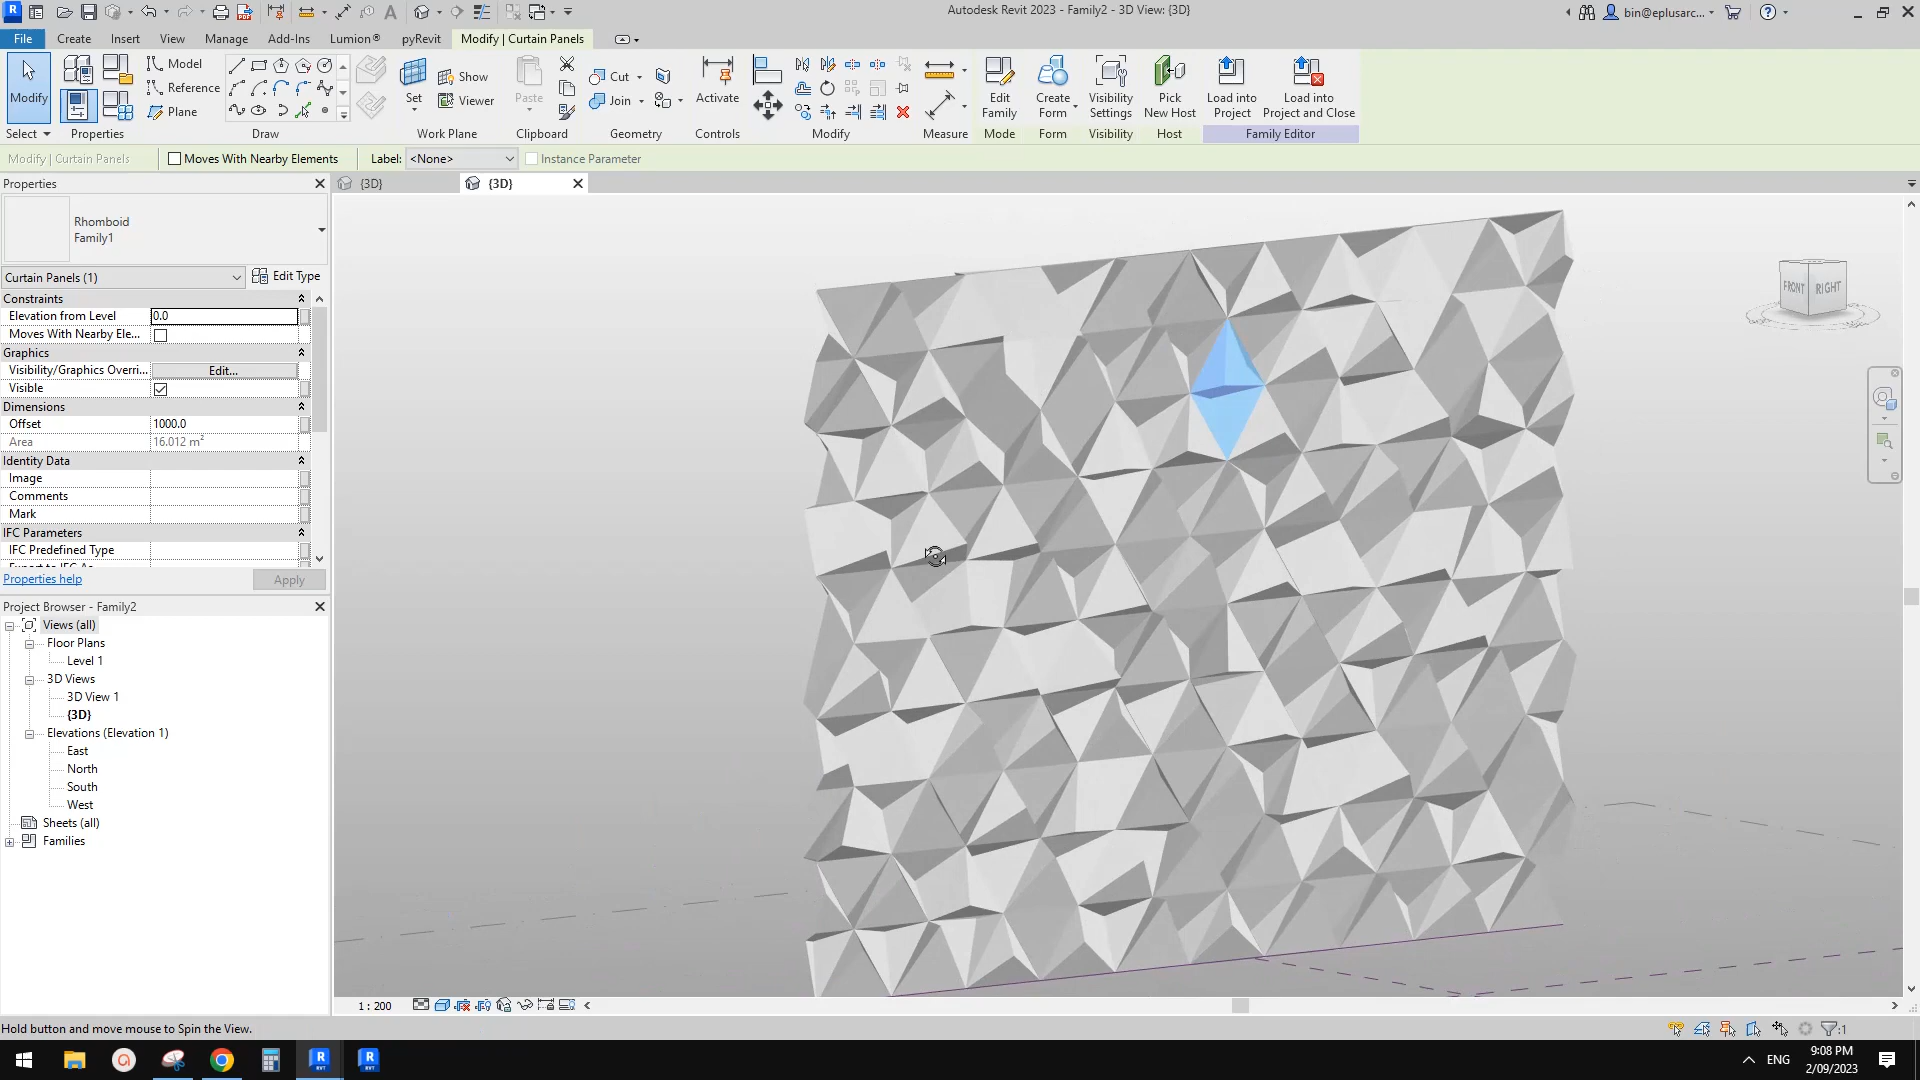 Autodesk Revit 2023 - Family2 - 3D View: {3D}
bin@eplusarc...
File
Create
Insert
View
Manage
Add-Ins
Lumion®
pyRevit
Modify | Curtain Panels
Modify
Model
Reference
Plane
Set
Show
Viewer
Paste
Cut
Join
Activate
Edit
Family
Create
Form
Visibility
Settings
Pick
New Host
Load into
Project
Load into
Project and Close
Select
Properties
Draw
Work Plane
Clipboard
Geometry
Controls
Modify
Measure
Mode
Form
Visibility
Host
Family Editor
Modify | Curtain Panels
Moves With Nearby Elements
Label:
<None>
Instance Parameter
Properties
{3D}
{3D}
Rhomboid
Family1
Curtain Panels (1)
Edit Type
Constraints
Elevation from Level
0.0
Moves With Nearby Ele...
Graphics
Visibility/Graphics Overri...
Edit...
Visible
Dimensions
Offset
1000.0
Area
16.012 m²
Identity Data
Image
Comments
Mark
IFC Parameters
IFC Predefined Type
Properties help
Apply
FRONT
RIGHT
Project Browser - Family2
Views (all)
Floor Plans
Level 1
3D Views
3D View 1
{3D}
Elevations (Elevation 1)
East
North
South
West
Sheets (all)
Families
1 : 200
Hold button and move mouse to Spin the View.
:1
ENG
9:08 PM
2/09/2023